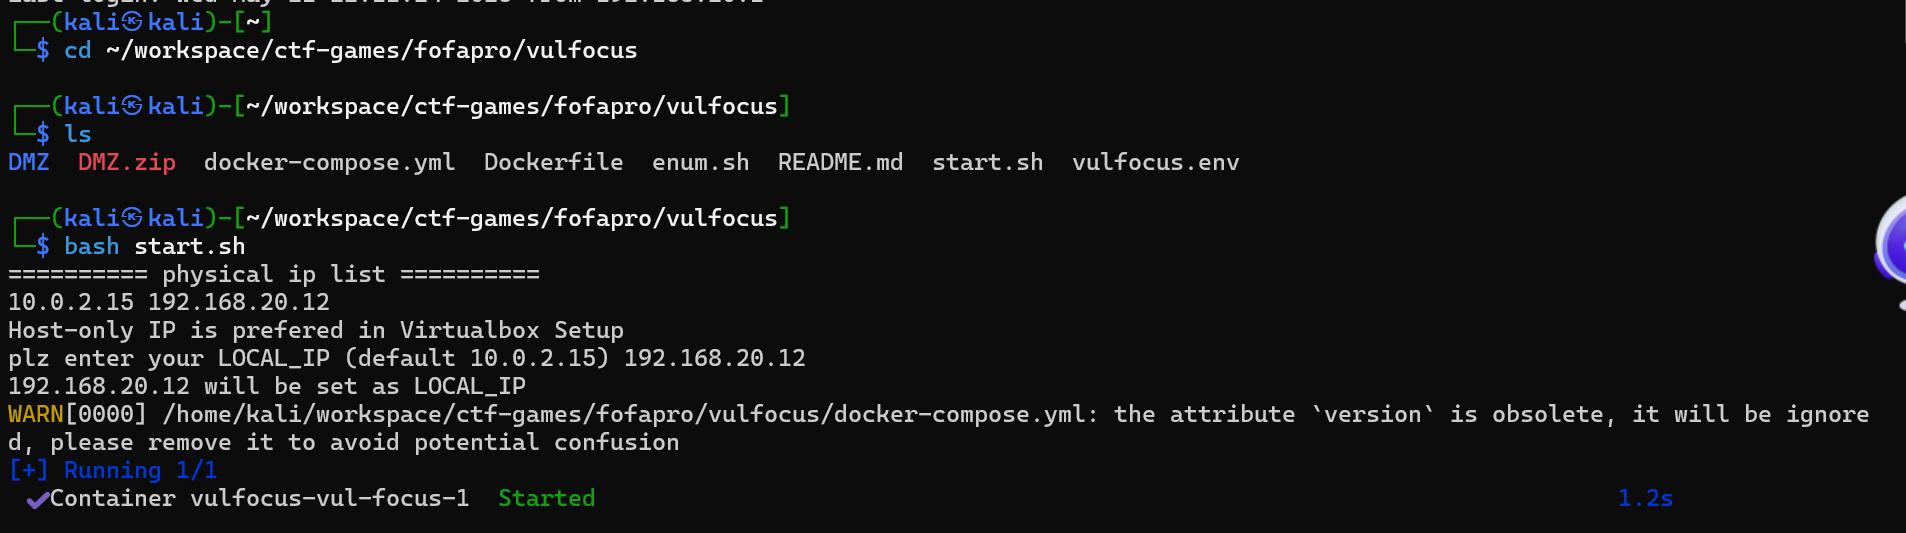 ┌──(kali㉿kali)-[~]
└─$ cd ~/workspace/ctf-games/fofapro/vulfocus
┌──(kali㉿kali)-[~/workspace/ctf-games/fofapro/vulfocus]
└─$ ls
DMZ  DMZ.zip  docker-compose.yml  Dockerfile  enum.sh  README.md  start.sh  vulfocus.env
┌──(kali㉿kali)-[~/workspace/ctf-games/fofapro/vulfocus]
└─$ bash start.sh
========== physical ip list ==========
10.0.2.15 192.168.20.12
Host-only IP is prefered in Virtualbox Setup
plz enter your LOCAL_IP (default 10.0.2.15) 192.168.20.12
192.168.20.12 will be set as LOCAL_IP
WARN[0000] /home/kali/workspace/ctf-games/fofapro/vulfocus/docker-compose.yml: the attribute `version` is obsolete, it will be ignore
d, please remove it to avoid potential confusion
[+] Running 1/1
✔Container vulfocus-vul-focus-1  Started 1.2s